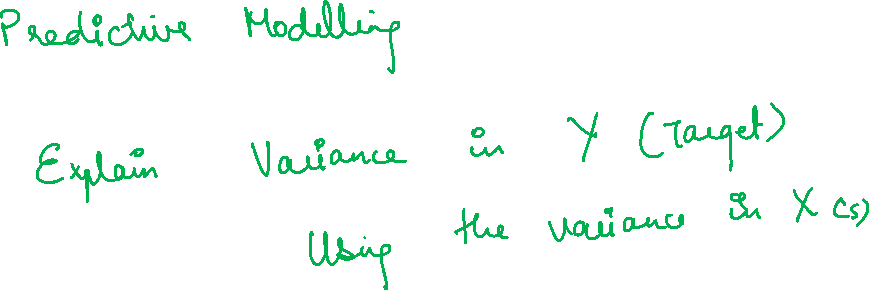 Predictive Modelling
Explain Variance in Y (Target)
Using the variance in X(s)